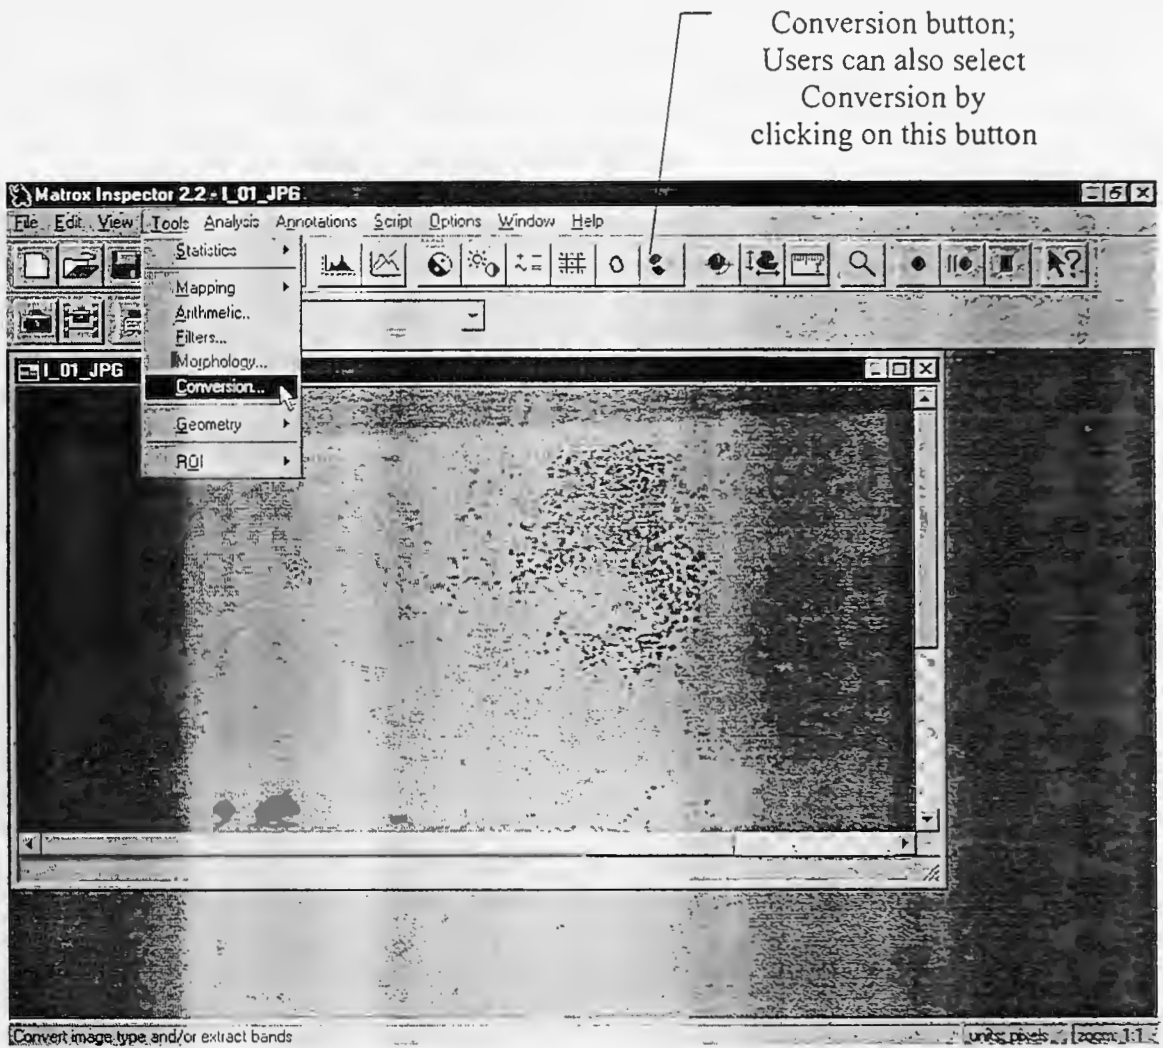 Conversion button;
Users can also select
Conversion by
clicking on this button
Matrox Inspector 2.2 - I_01_JPG
File Edit View Tools Analysis Annotations Script Options Window Help
Statistics
Mapping
Arithmetic..
Filters...
Morphology...
Conversion...
Geometry
ROI
I_01_JPG
Convert image type and/or extract bands
units: pixels
zoom: 1:1